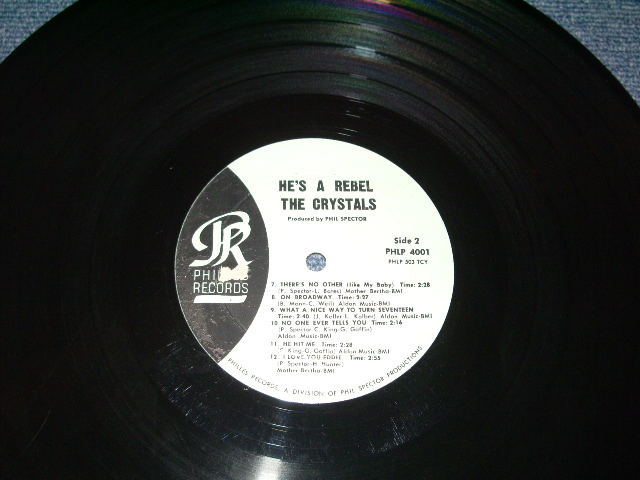 HE'S A REBEL
THE CRYSTALS
Produced by PHIL SPECTOR
Side 2
PHLP 4001
PHLP 503 TCY
PR
PHILLES
RECORDS
7. THERE'S NO OTHER (like My Baby) Time: 2:28
(P. Spector-L. Bates) Mother Bertha-BMI
8. ON BROADWAY Time: 2:27
(B. Mann-C. Weil) Aldon Music-BMI
9. WHAT A NICE WAY TO TURN SEVENTEEN
Time: 2:40 (J. Keller-L. Kolber) Aldon Music-BMI
10. NO ONE EVER TELLS YOU Time: 2:16
(P. Spector-C. King-G. Goffin)
Aldon Music-BMI
11. HE HIT ME Time: 2:28
(C. King-G. Goffin) Aldon Music-BMI
12. I LOVE YOU EDDIE Time: 2:55
(P. Spector-H. Hunter)
Mother Bertha-BMI
PHILLES RECORDS, A DIVISION OF PHIL SPECTOR PRODUCTIONS